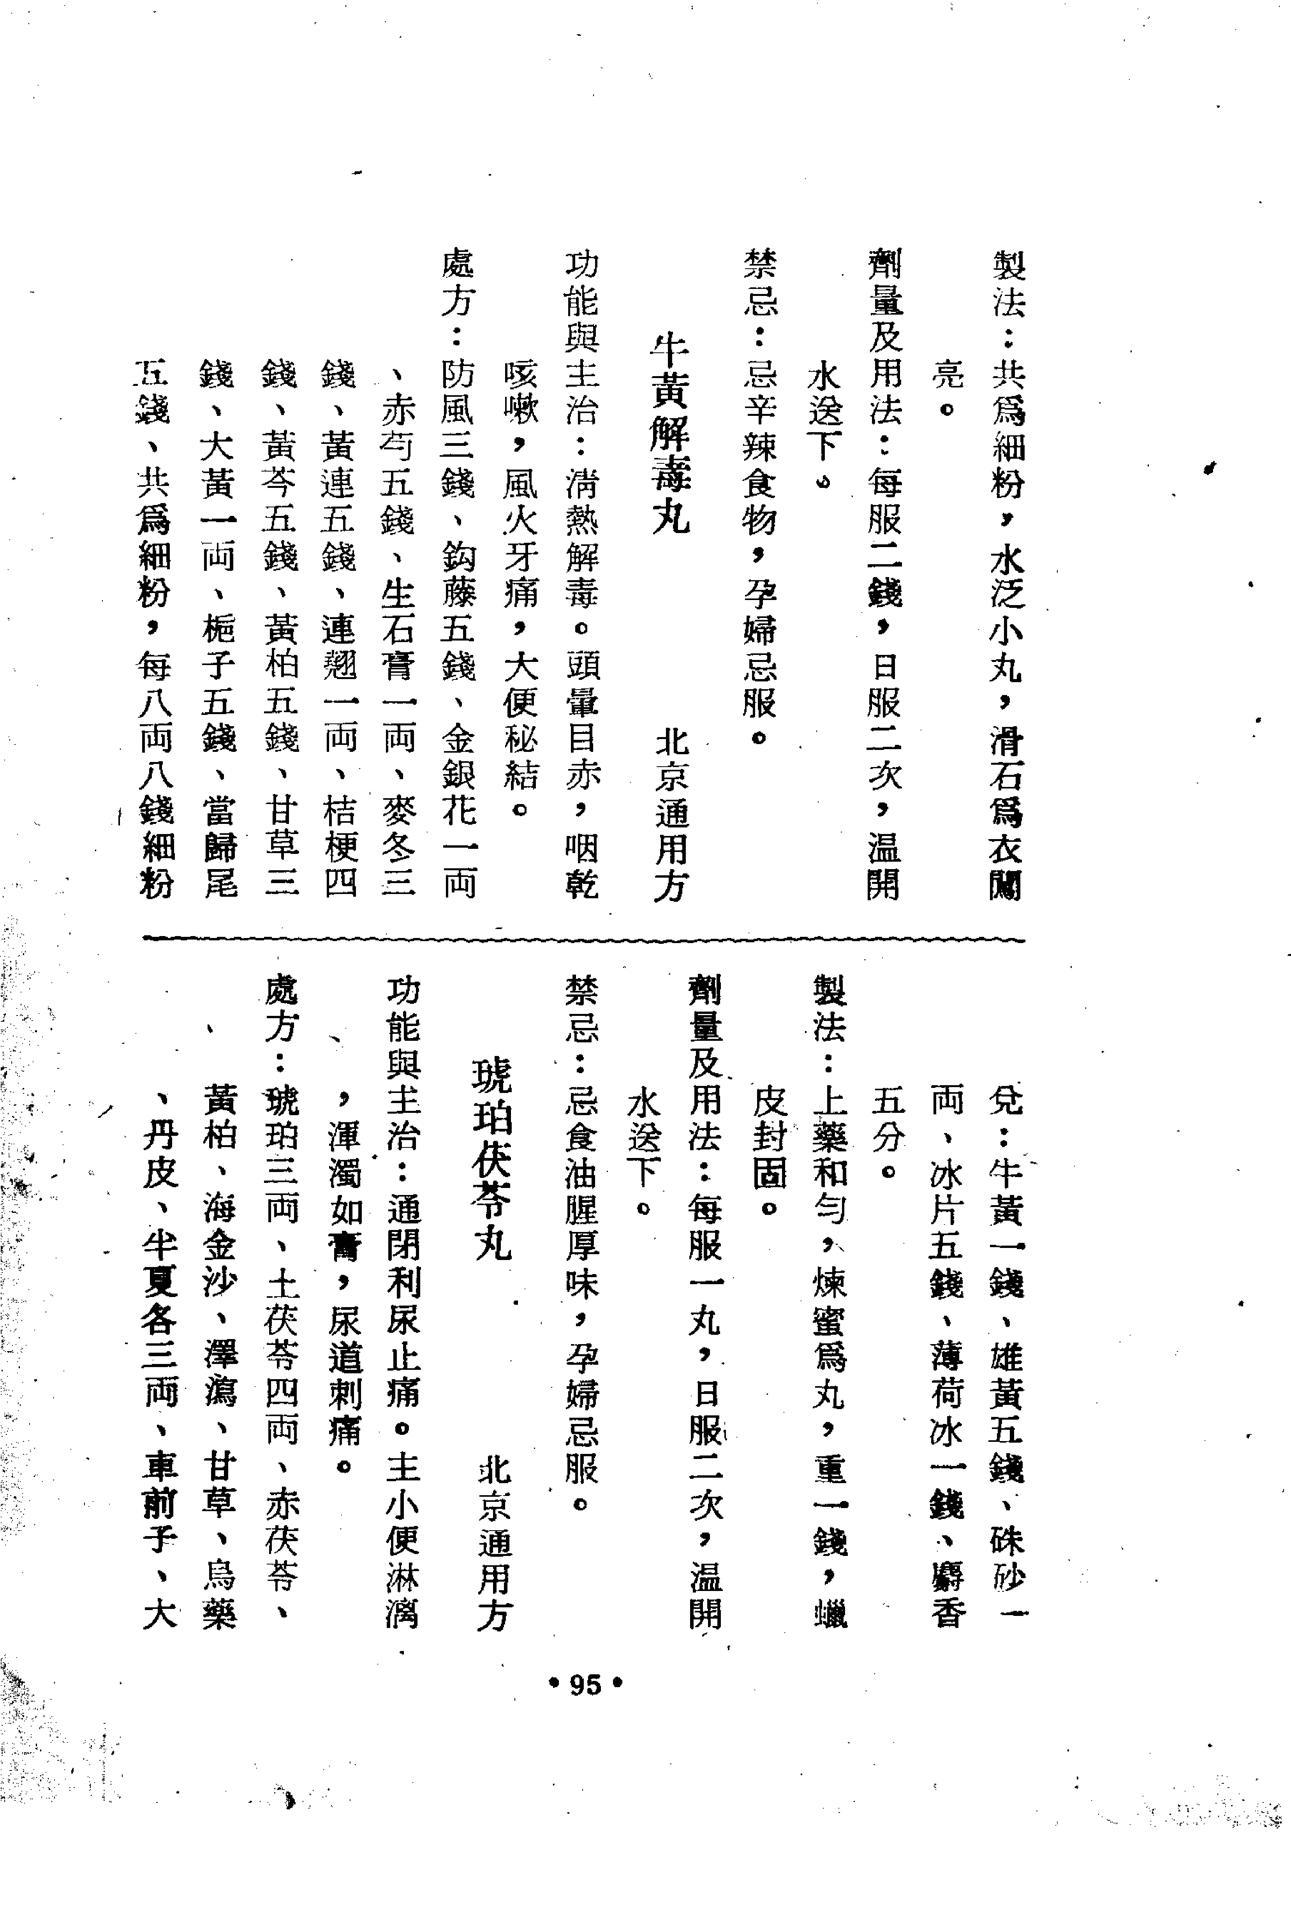 製法：共爲細粉，水泛小丸，滑石爲衣闖
亮。
劑量及用法：每服二錢，日服二次，温開
水送下。
禁忌：忌辛辣食物，孕婦忌服。
牛黃解毒丸　北京通用方
功能與主治：淸熱解毒。頭暈目赤，咽乾
咳嗽，風火牙痛，大便秘結。
處方：防風三錢、鈎藤五錢、金銀花一両
、赤芍五錢、生石膏一両、麥冬三
錢、黃連五錢、連翹一両、桔梗四
錢、黃芩五錢、黃柏五錢、甘草三
錢、大黃一両、梔子五錢、當歸尾
五錢、共爲細粉，每八両八錢細粉
兌：牛黃一錢、雄黃五錢、硃砂一
両、冰片五錢、薄荷冰一錢、麝香
五分。
製法：上藥和勻，煉蜜爲丸，重一錢，蠟
皮封固。
劑量及用法：每服一丸，日服二次，温開
水送下。
禁忌：忌食油腥厚味，孕婦忌服。
琥珀茯苓丸　北京通用方
功能與主治：通閉利尿止痛。主小便淋漓
，渾濁如膏，尿道刺痛。
處方：琥珀三両、土茯苓四両、赤茯苓、
黃柏、海金沙、澤瀉、甘草、烏藥
、丹皮、半夏各三両、車前子、大
•95•